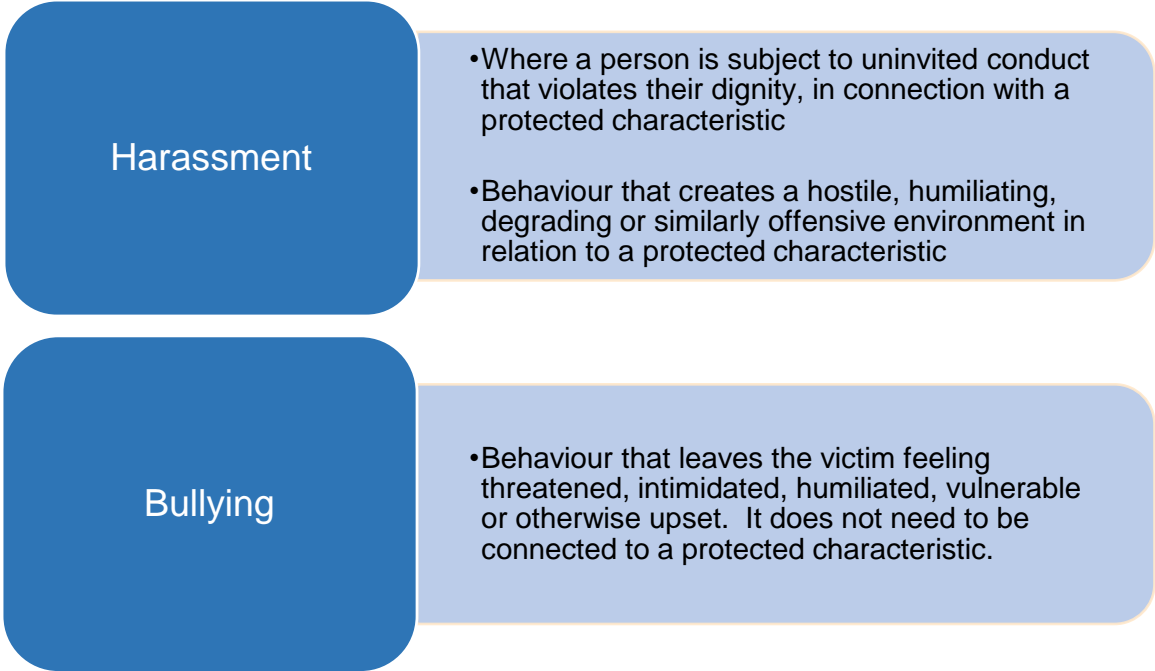 Harassment
•Where a person is subject to uninvited conduct
that violates their dignity, in connection with a
protected characteristic
•Behaviour that creates a hostile, humiliating,
degrading or similarly offensive environment in
relation to a protected characteristic
Bullying
•Behaviour that leaves the victim feeling
threatened, intimidated, humiliated, vulnerable
or otherwise upset.  It does not need to be
connected to a protected characteristic.